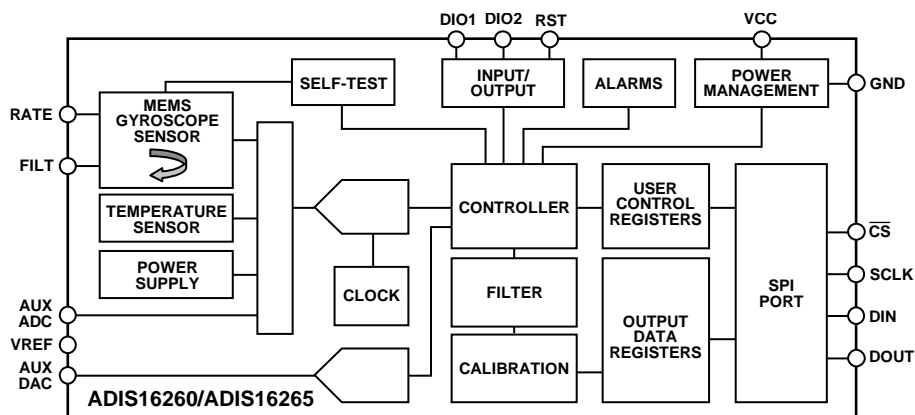 DIO1
DIO2
RST
VCC
SELF-TEST
INPUT/
OUTPUT
ALARMS
POWER
MANAGEMENT
GND
RATE
MEMS
GYROSCOPE
SENSOR
FILT
TEMPERATURE
SENSOR
POWER
SUPPLY
CLOCK
CONTROLLER
FILTER
CALIBRATION
USER
CONTROL
REGISTERS
OUTPUT
DATA
REGISTERS
SPI
PORT
CS
SCLK
DIN
DOUT
AUX
ADC
VREF
AUX
DAC
ADIS16260/ADIS16265